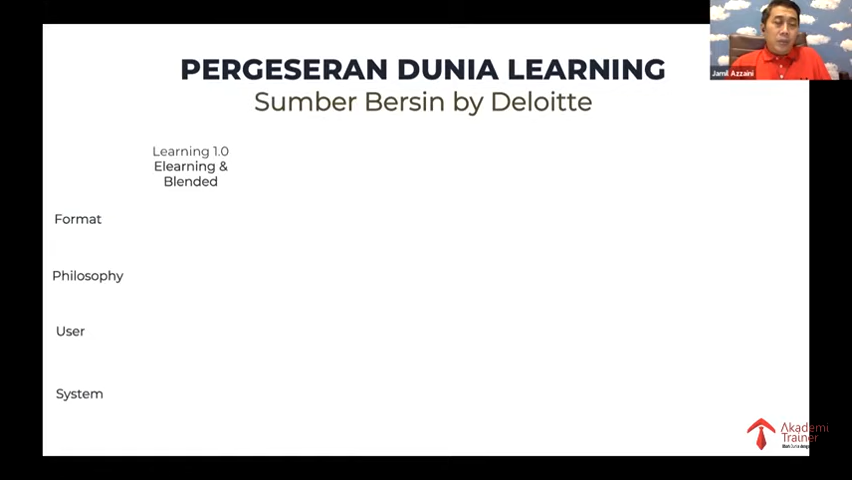 PERGESERAN DUNIA LEARNING
Sumber Bersin by Deloitte
Learning 1.0
Elearning &
Blended
Format
Philosophy
User
System
Jamil Azzaini
Akademi
Trainer